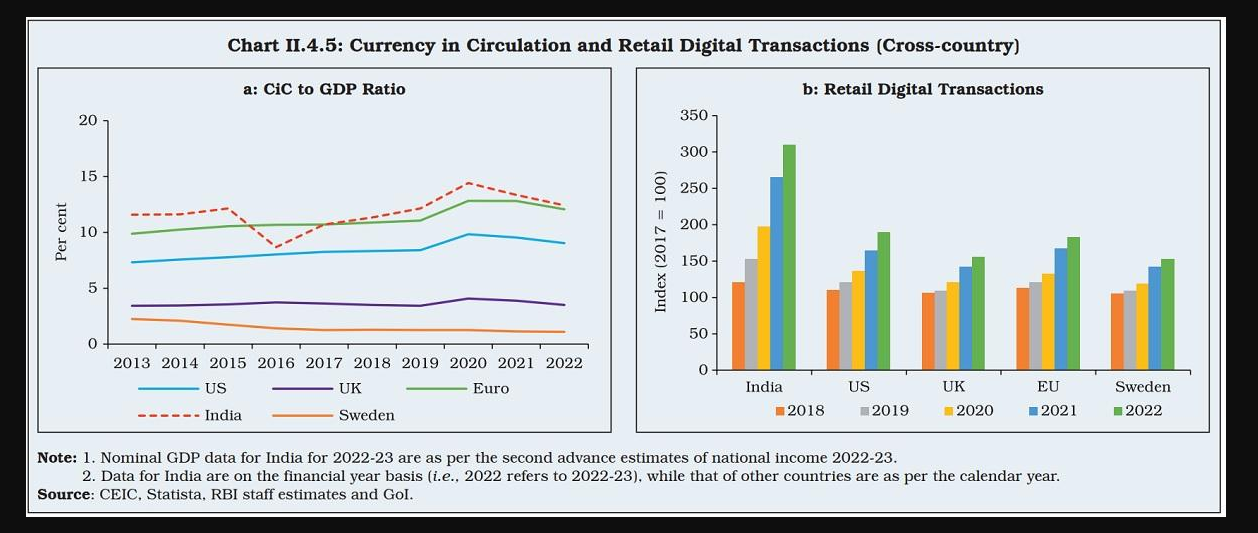 Chart II.4.5: Currency in Circulation and Retail Digital Transactions (Cross-country)
a: CiC to GDP Ratio
Per cent
20
15
10
5
0
2013 2014 2015 2016 2017 2018 2019 2020 2021 2022
US UK Euro
India Sweden
b: Retail Digital Transactions
Index (2017 = 100)
350
300
250
200
150
100
50
0
India US UK EU Sweden
2018 2019 2020 2021 2022
Note: 1. Nominal GDP data for India for 2022-23 are as per the second advance estimates of national income 2022-23.
2. Data for India are on the financial year basis (i.e., 2022 refers to 2022-23), while that of other countries are as per the calendar year.
Source: CEIC, Statista, RBI staff estimates and GoI.